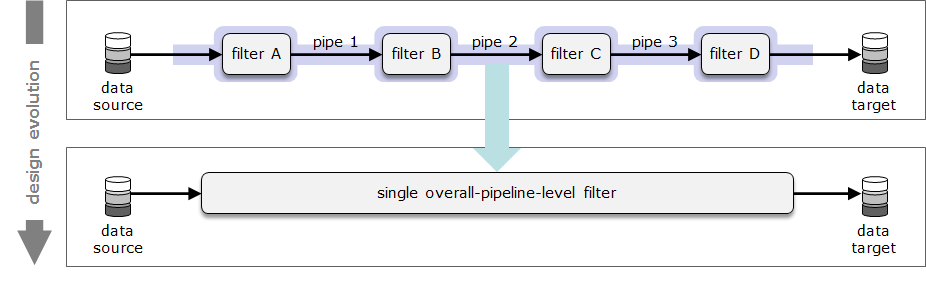 design evolution
pipe 1
pipe 2
pipe 3
filter A
filter B
filter C
filter D
data
source
data
target
single overall-pipeline-level filter
data
source
data
target